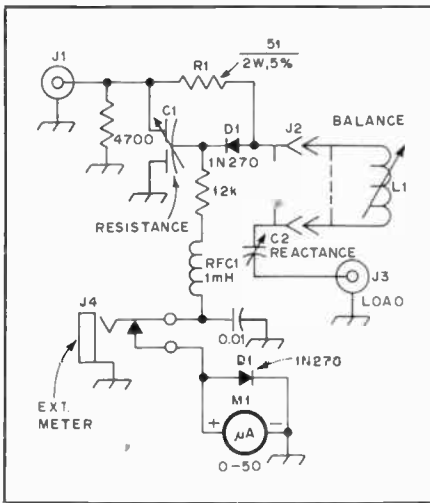 J1
R1
51
2W, 5%
4700
C1
D1
1N270
J2
BALANCE
L1
RESISTANCE
12k
C2
REACTANCE
RFC1
1mH
J3
LOAD
J4
0.01
D1
1N270
EXT.
METER
M1
+
µA
−
0-50